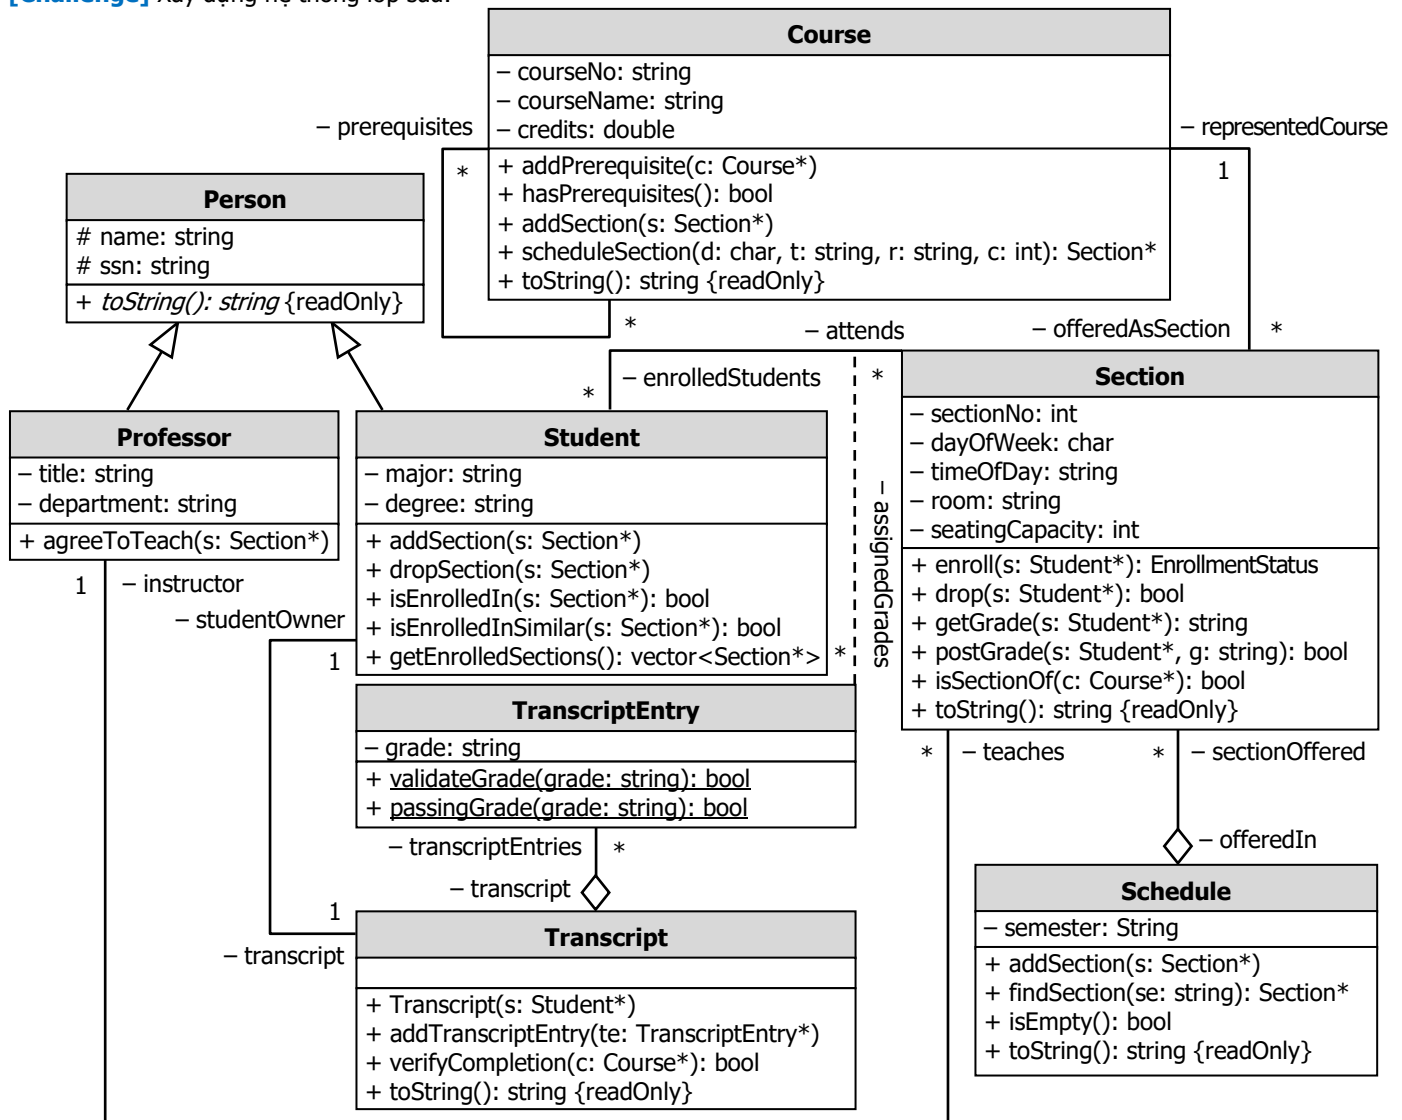 [Challenge] Xây dựng hệ thống lớp sau:
Course
– courseNo: string
– courseName: string
– credits: double
+ addPrerequisite(c: Course*)
+ hasPrerequisites(): bool
+ addSection(s: Section*)
+ scheduleSection(d: char, t: string, r: string, c: int): Section*
+ toString(): string {readOnly}
– prerequisites
*
*
– representedCourse
1
– offeredAsSection
*
Person
# name: string
# ssn: string
+ toString(): string {readOnly}
– attends
*
– enrolledStudents
*
– assignedGrades
*
Professor
– title: string
– department: string
+ agreeToTeach(s: Section*)
1
– instructor
Student
– major: string
– degree: string
+ addSection(s: Section*)
+ dropSection(s: Section*)
+ isEnrolledIn(s: Section*): bool
+ isEnrolledInSimilar(s: Section*): bool
+ getEnrolledSections(): vector<Section*>
– studentOwner
1
Section
– sectionNo: int
– dayOfWeek: char
– timeOfDay: string
– room: string
– seatingCapacity: int
+ enroll(s: Student*): EnrollmentStatus
+ drop(s: Student*): bool
+ getGrade(s: Student*): string
+ postGrade(s: Student*, g: string): bool
+ isSectionOf(c: Course*): bool
+ toString(): string {readOnly}
*
– teaches
*
– sectionOffered
– offeredIn
TranscriptEntry
– grade: string
+ validateGrade(grade: string): bool
+ passingGrade(grade: string): bool
– transcriptEntries
*
– transcript
1
– transcript
Transcript
+ Transcript(s: Student*)
+ addTranscriptEntry(te: TranscriptEntry*)
+ verifyCompletion(c: Course*): bool
+ toString(): string {readOnly}
Schedule
– semester: String
+ addSection(s: Section*)
+ findSection(se: string): Section*
+ isEmpty(): bool
+ toString(): string {readOnly}